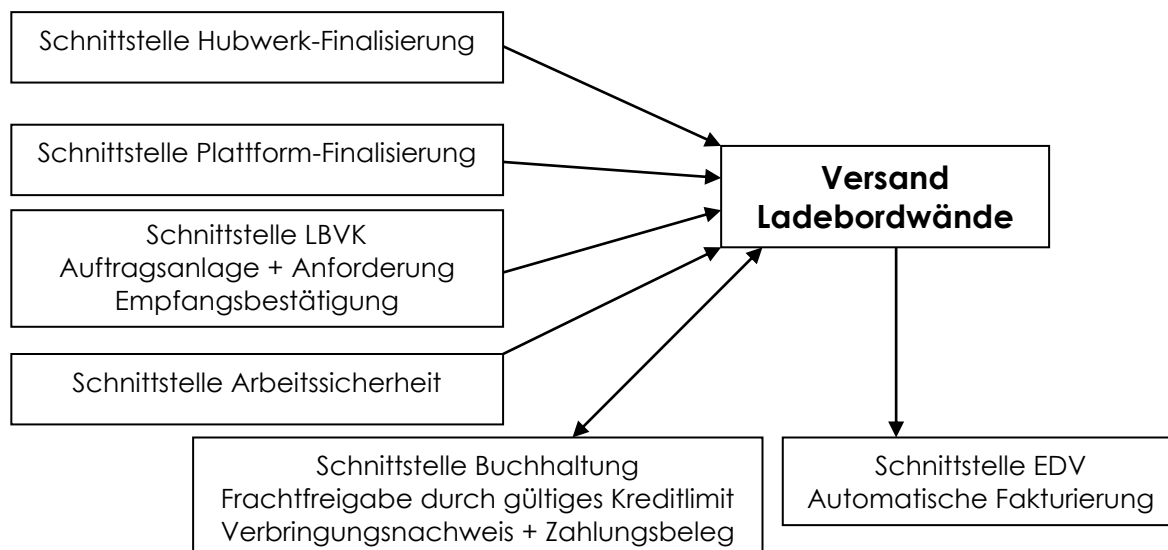 Schnittstelle Hubwerk-Finalisierung
Schnittstelle Plattform-Finalisierung
Versand
Ladebordwände
Schnittstelle LBVK
Auftragsanlage + Anforderung
Empfangsbestätigung
Schnittstelle Arbeitssicherheit
Schnittstelle Buchhaltung
Frachtfreigabe durch gültiges Kreditlimit
Verbringungsnachweis + Zahlungsbeleg
Schnittstelle EDV
Automatische Fakturierung